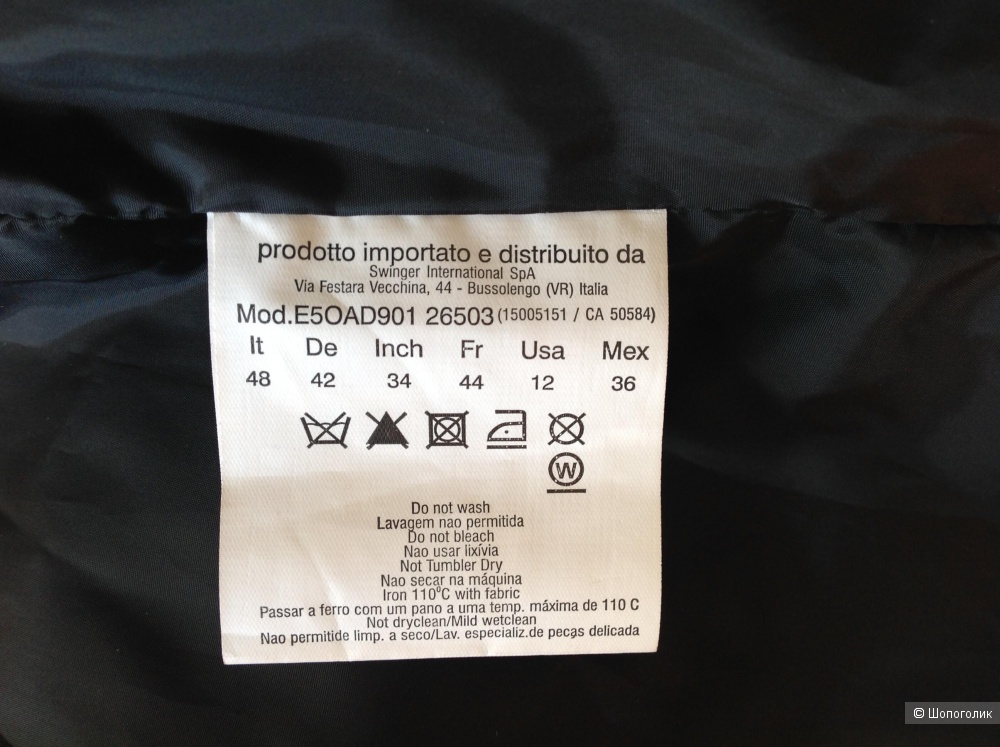 prodotto importato e distribuito da
Swinger International SpA
Via Festara Vecchina, 44 - Bussolengo (VR) Italia
Mod.E5OAD901 26503 (15005151 / CA 50584)
It De Inch Fr Usa Mex
48 42 34 44 12 36
W
Do not wash
Lavagem nao permitida
Do not bleach
Nao usar lixívia
Not Tumbler Dry
Nao secar na máquina
Iron 110°C with fabric
Passar a ferro com um pano a uma temp. máxima de 110 C
Not dryclean/Mild wetclean
Nao permitide limp. a seco/Lav. especializ.de peças delicada
© Шопоголик